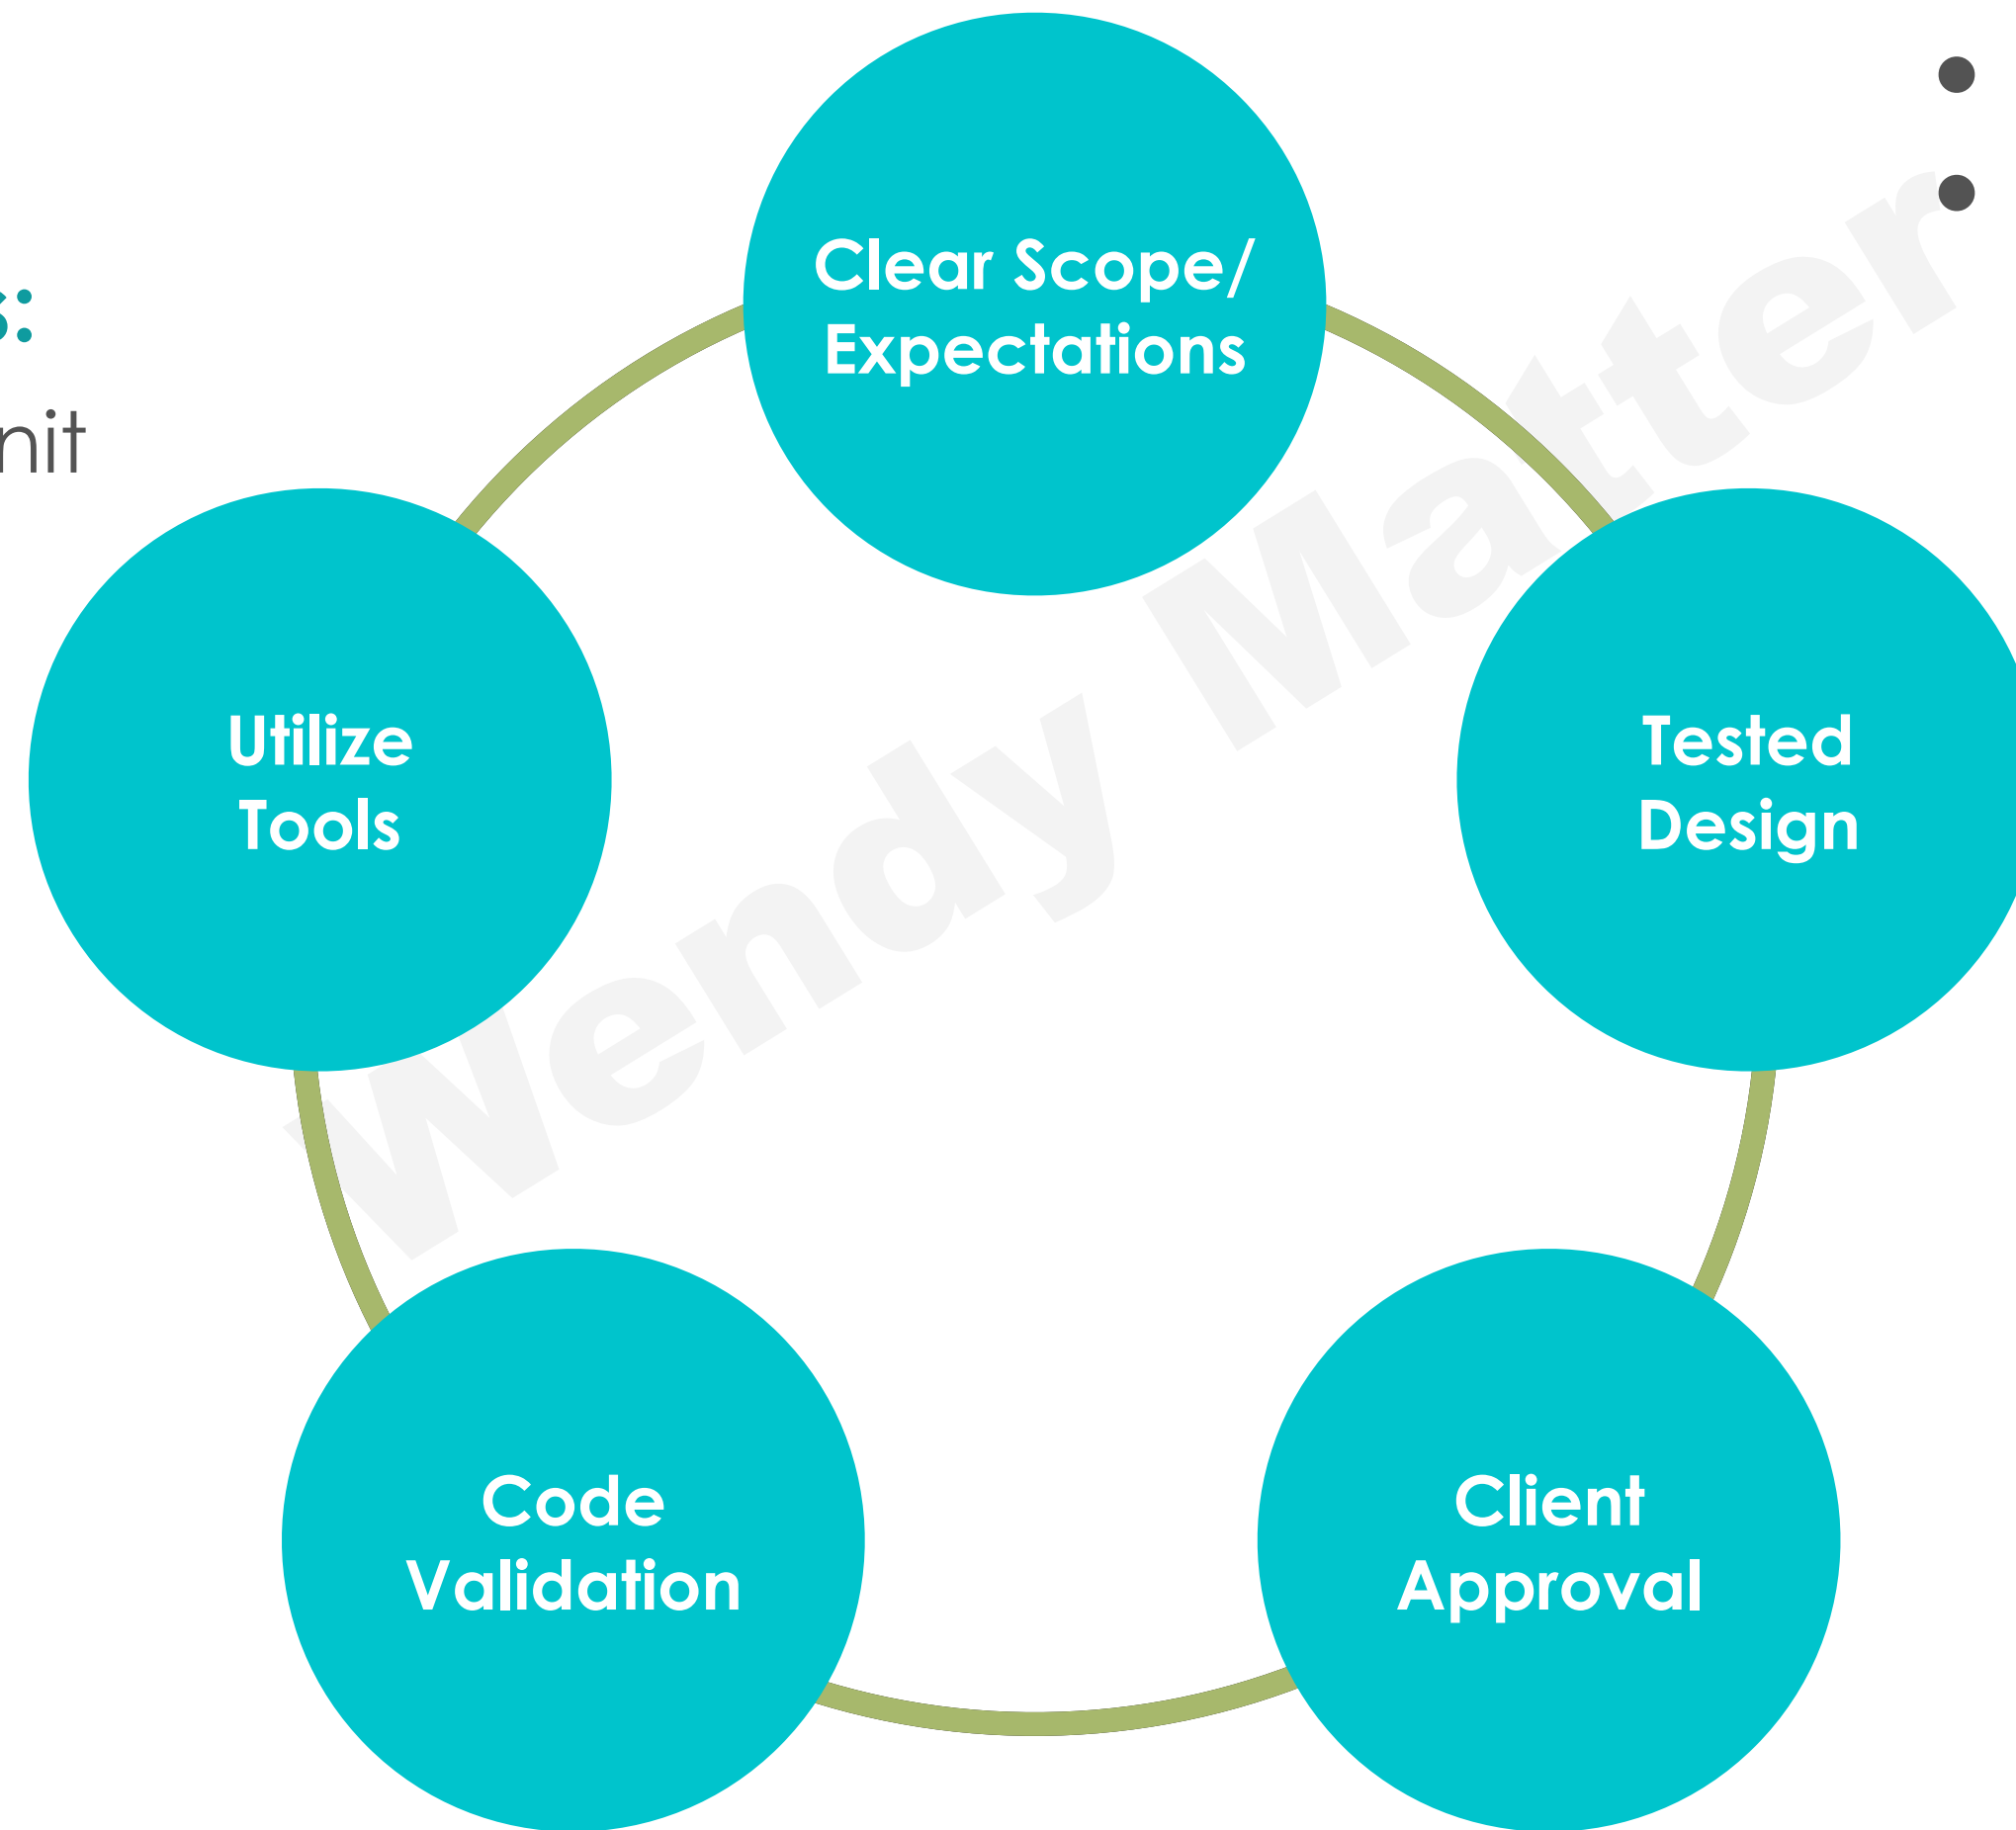 Clear Scope/
Expectations
Utilize
Tools
Tested
Design
Code
Validation
Client
Approval
Wendy Matter